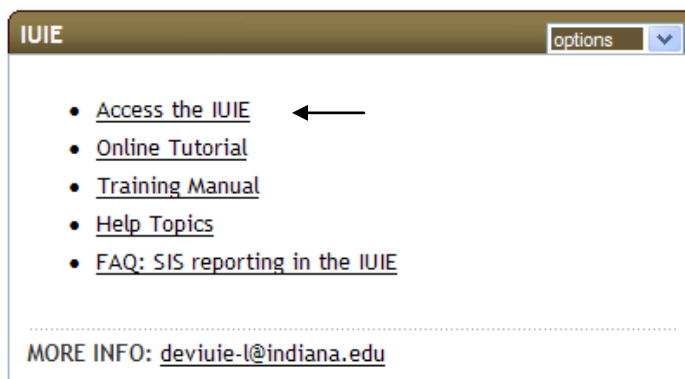 IUIE
options
Access the IUIE
Online Tutorial
Training Manual
Help Topics
FAQ: SIS reporting in the IUIE
MORE INFO: deviuie-l@indiana.edu